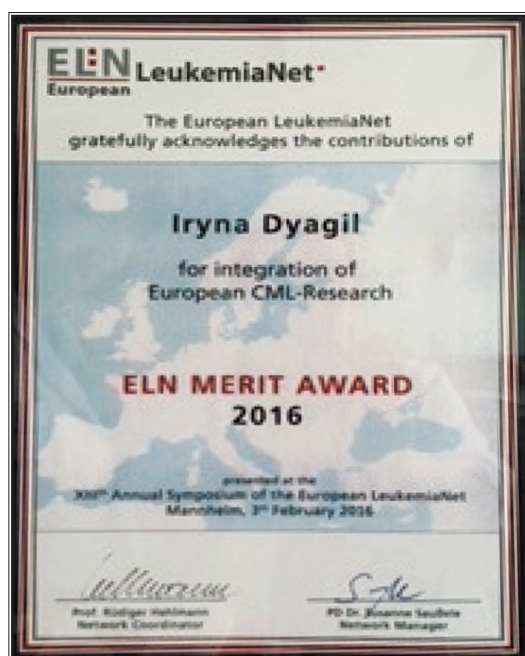 ELN LeukemiaNet
European
The European LeukemiaNet
gratefully acknowledges the contributions of
Iryna Dyagil
for integration of
European CML-Research
ELN MERIT AWARD
2016
presented at the
XIIIth Annual Symposium of the European LeukemiaNet
Mannheim, 3rd February 2016
Prof. Rüdiger Hehlmann
Network Coordinator
PD Dr. Susanne Saußele
Network Manager